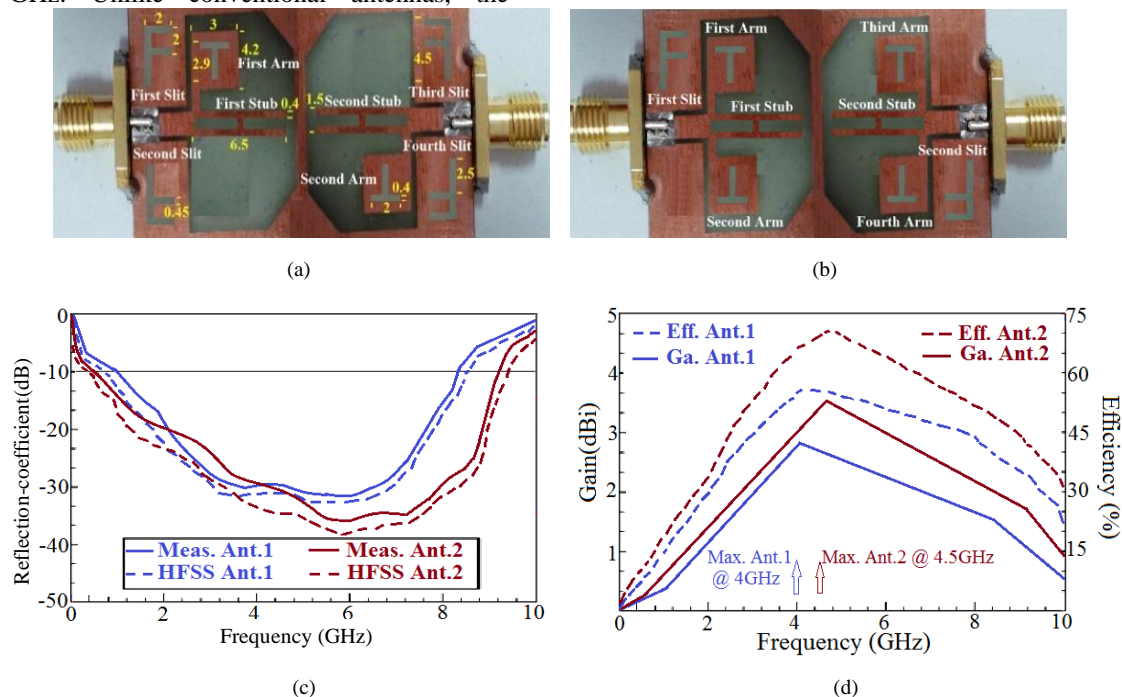 GHz. Unlike conventional antennas, the
2
2
3
4.2
2.9
First Arm
First Slit
First Stub
0.4
1.5
Second Stub
4.5
Third Slit
Second Slit
6.5
Fourth Slit
Second Arm
0.4
2
2.5
0.45
(a)
First Arm
Third Arm
First Slit
First Stub
Second Stub
Second Slit
Second Arm
Fourth Arm
(b)
Reflection-coefficient(dB)
0
-10
-20
-30
-40
-50
Meas. Ant.1
Meas. Ant.2
HFSS Ant.1
HFSS Ant.2
0 2 4 6 8 10
Frequency (GHz)
(c)
Gain(dBi)
5
4
3
2
1
Eff. Ant.1
Ga. Ant.1
Eff. Ant.2
Ga. Ant.2
75
60
45
30
15
Efficiency (%)
Max. Ant.1
@ 4GHz
Max. Ant.2 @ 4.5GHz
0 2 4 6 8 10
Frequency (GHz)
(d)